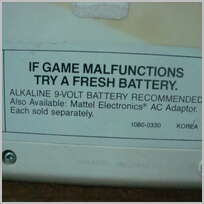 IF GAME MALFUNCTIONS
TRY A FRESH BATTERY.
ALKALINE 9-VOLT BATTERY RECOMMENDED
Also Available: Mattel Electronics® AC Adaptor.
Each sold separately.
1080-0330 KOREA